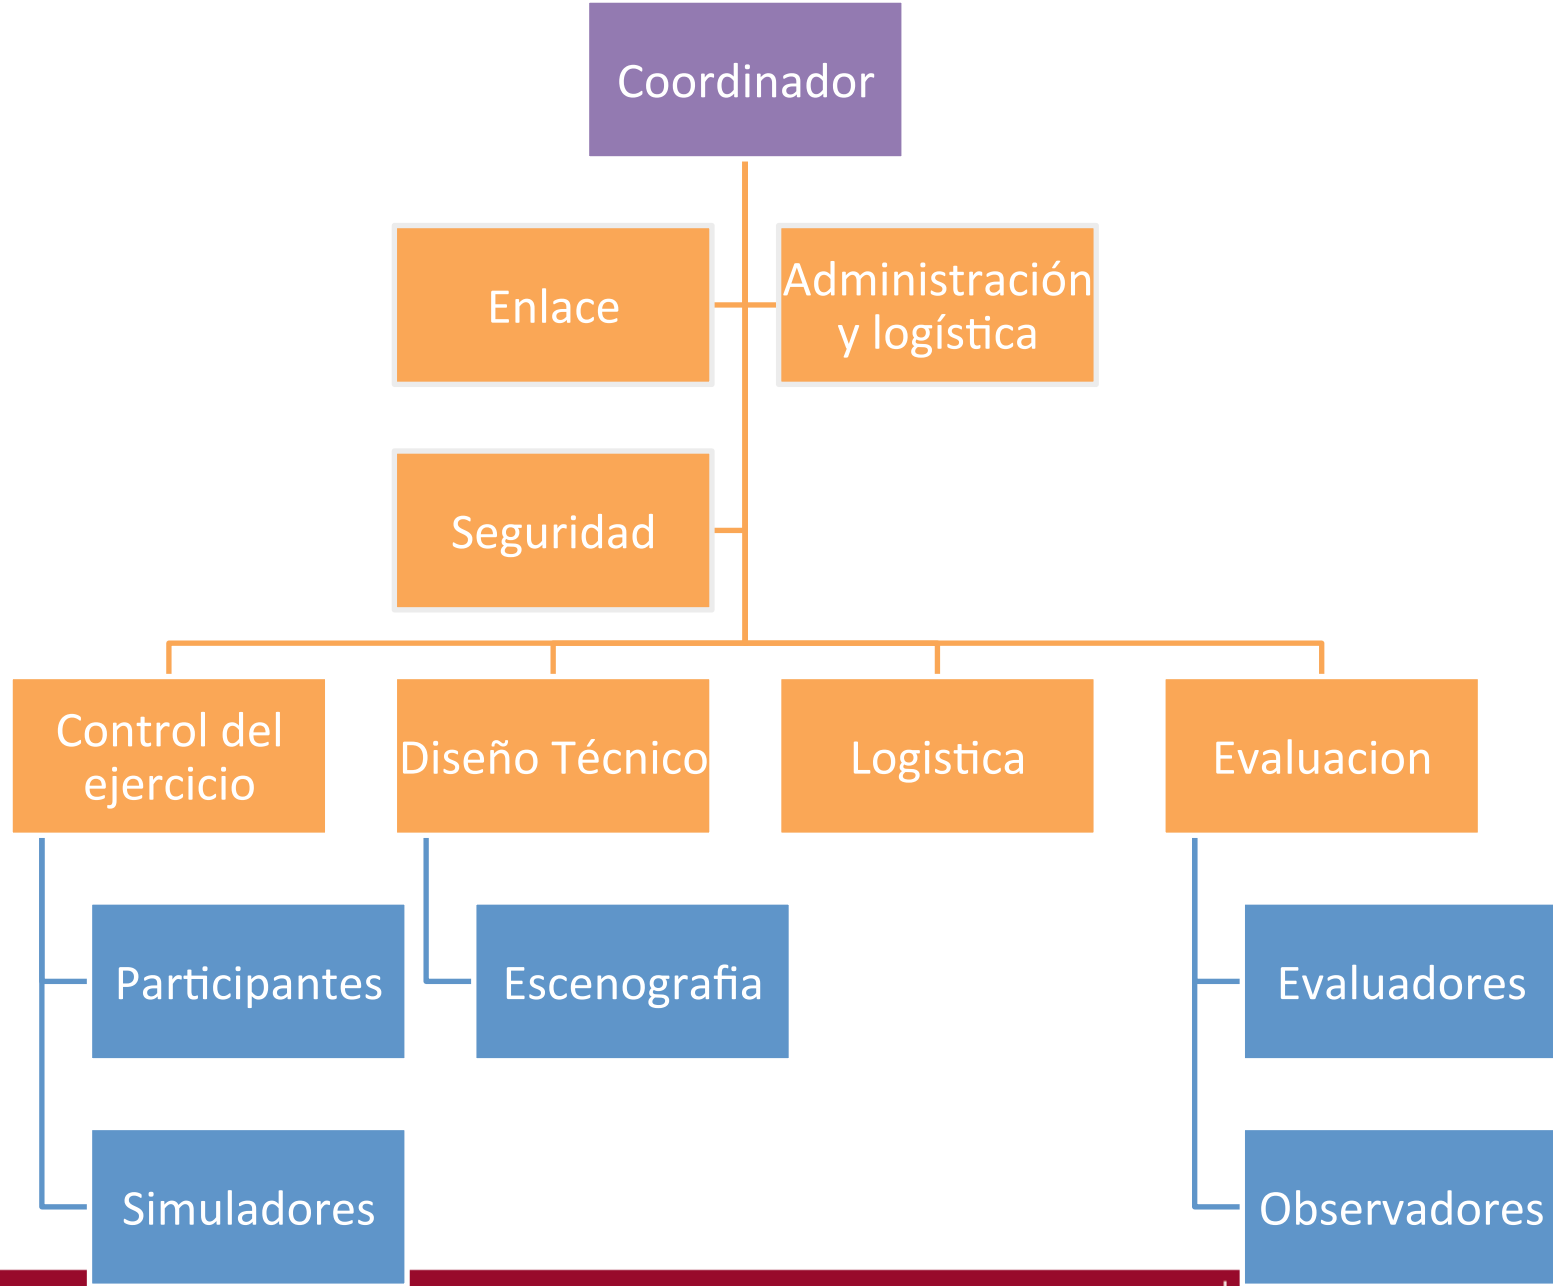 Coordinador
Enlace
Administración
y logística
Seguridad
Control del
ejercicio
Diseño Técnico
Logistica
Evaluacion
Participantes
Escenografia
Evaluadores
Simuladores
Observadores